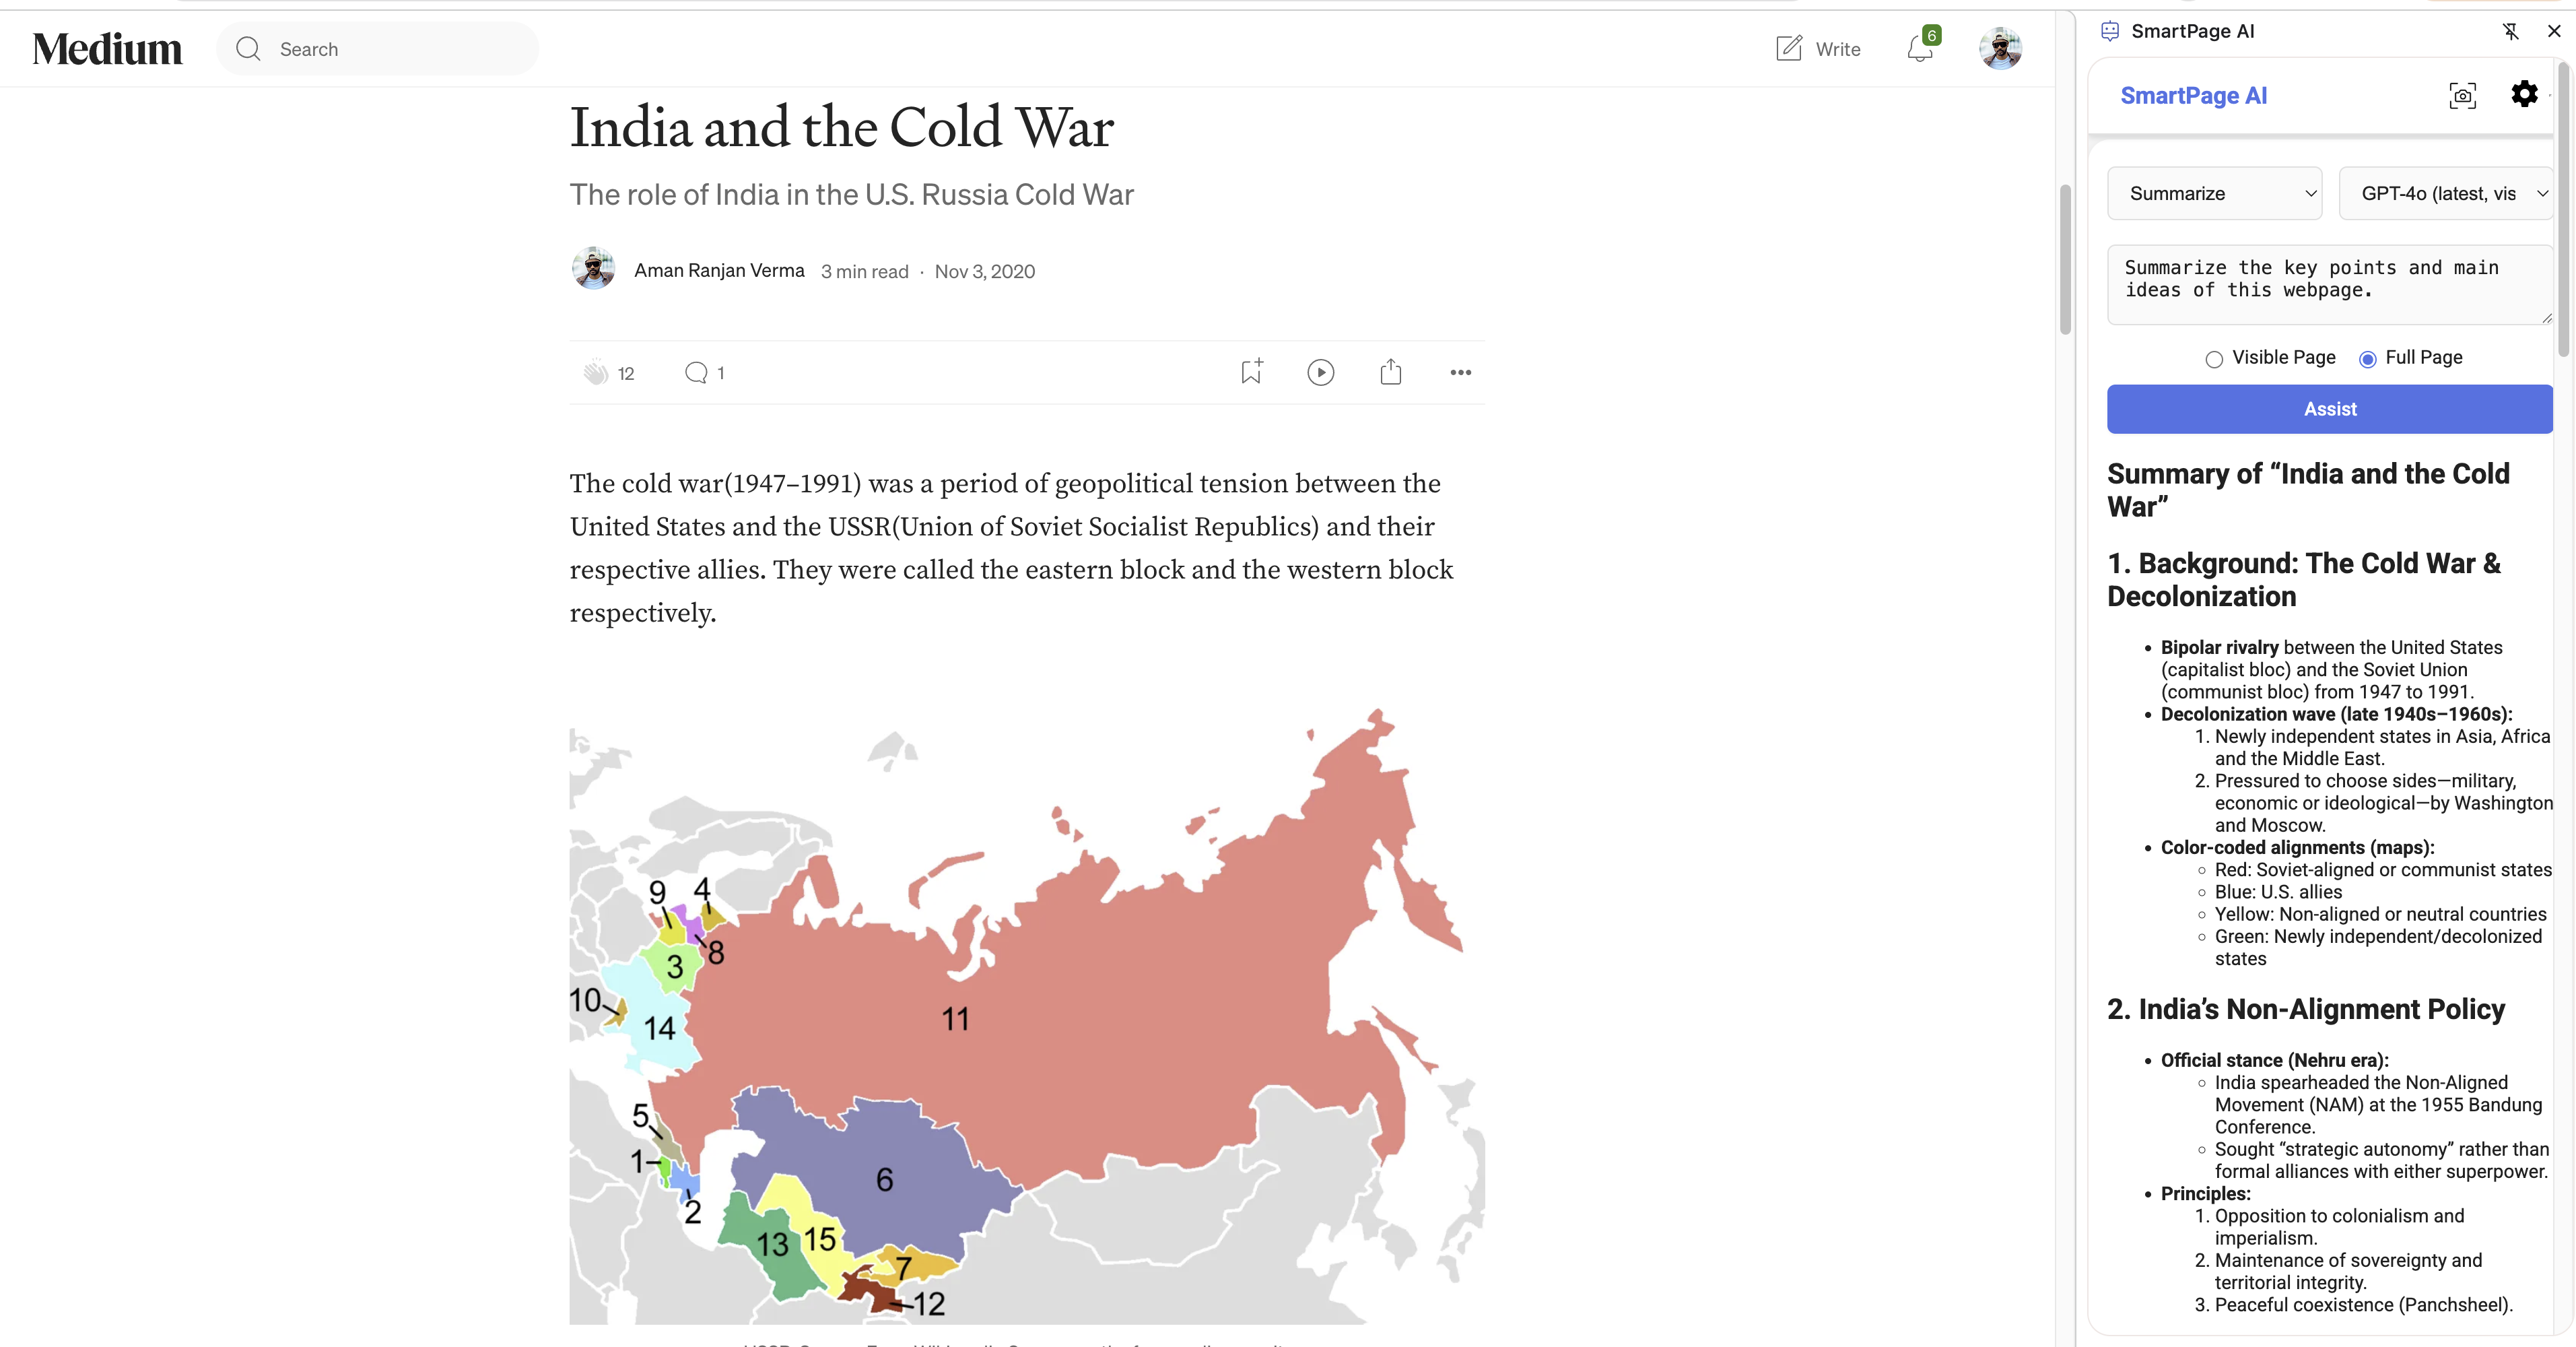 Medium
Search
Write
6
India and the Cold War
The role of India in the U.S. Russia Cold War
Aman Ranjan Verma 3 min read · Nov 3, 2020
12
1
The cold war(1947–1991) was a period of geopolitical tension between the
United States and the USSR(Union of Soviet Socialist Republics) and their
respective allies. They were called the eastern block and the western block
respectively.
9 4
8
3
10
14
11
5
1
2
6
13 15
7
12
SmartPage AI
SmartPage AI
Summarize
GPT-4o (latest, vis
Summarize the key points and main
ideas of this webpage.
Visible Page Full Page
Assist
Summary of “India and the Cold
War”
1. Background: The Cold War &
Decolonization
• Bipolar rivalry between the United States
(capitalist bloc) and the Soviet Union
(communist bloc) from 1947 to 1991.
• Decolonization wave (late 1940s–1960s):
1. Newly independent states in Asia, Africa
and the Middle East.
2. Pressured to choose sides—military,
economic or ideological—by Washington
and Moscow.
• Color-coded alignments (maps):
◦ Red: Soviet-aligned or communist states
◦ Blue: U.S. allies
◦ Yellow: Non-aligned or neutral countries
◦ Green: Newly independent/decolonized
states
2. India’s Non-Alignment Policy
• Official stance (Nehru era):
◦ India spearheaded the Non-Aligned
Movement (NAM) at the 1955 Bandung
Conference.
◦ Sought “strategic autonomy” rather than
formal alliances with either superpower.
• Principles:
1. Opposition to colonialism and
imperialism.
2. Maintenance of sovereignty and
territorial integrity.
3. Peaceful coexistence (Panchsheel).